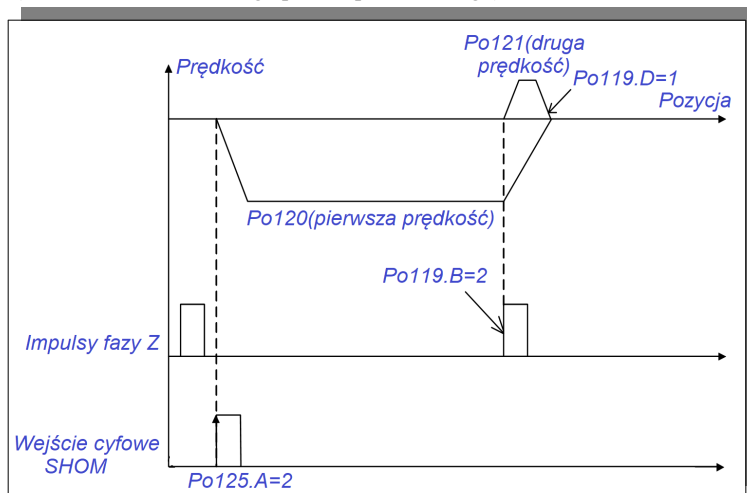 Po121(druga
prędkość)
Prędkość
Po119.D=1
Pozycja
Po120(pierwsza prędkość)
Po119.B=2
Impulsy fazy Z
Wejście cyfowe
SHOM
Po125.A=2